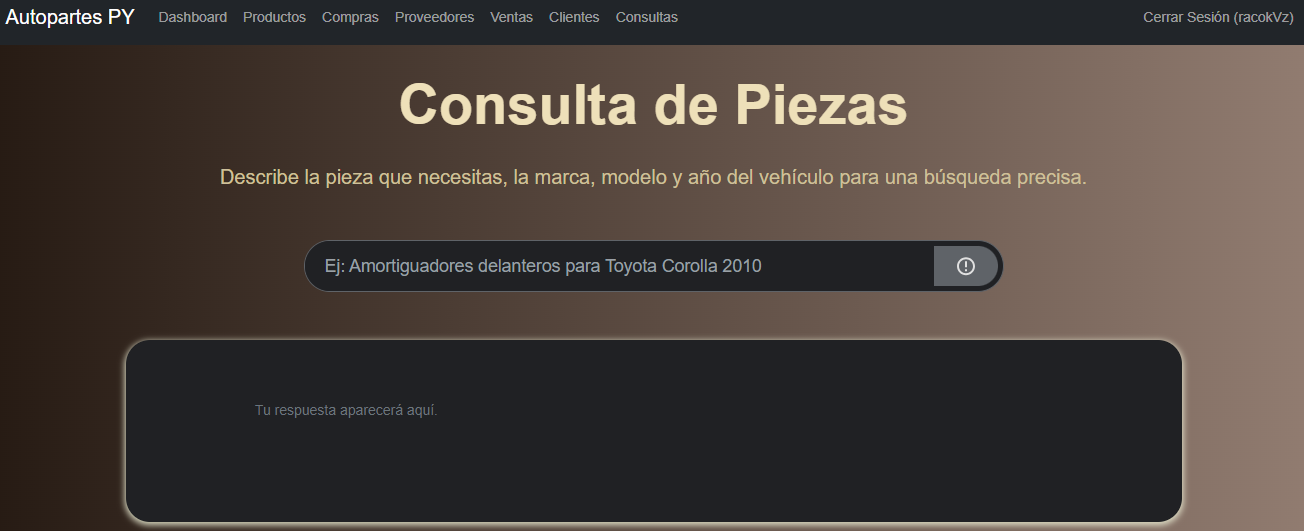 Autopartes PY Dashboard Productos Compras Proveedores Ventas Clientes Consultas Cerrar Sesión (racokVz)
Consulta de Piezas
Describe la pieza que necesitas, la marca, modelo y año del vehículo para una búsqueda precisa.
Ej: Amortiguadores delanteros para Toyota Corolla 2010
Tu respuesta aparecerá aquí.